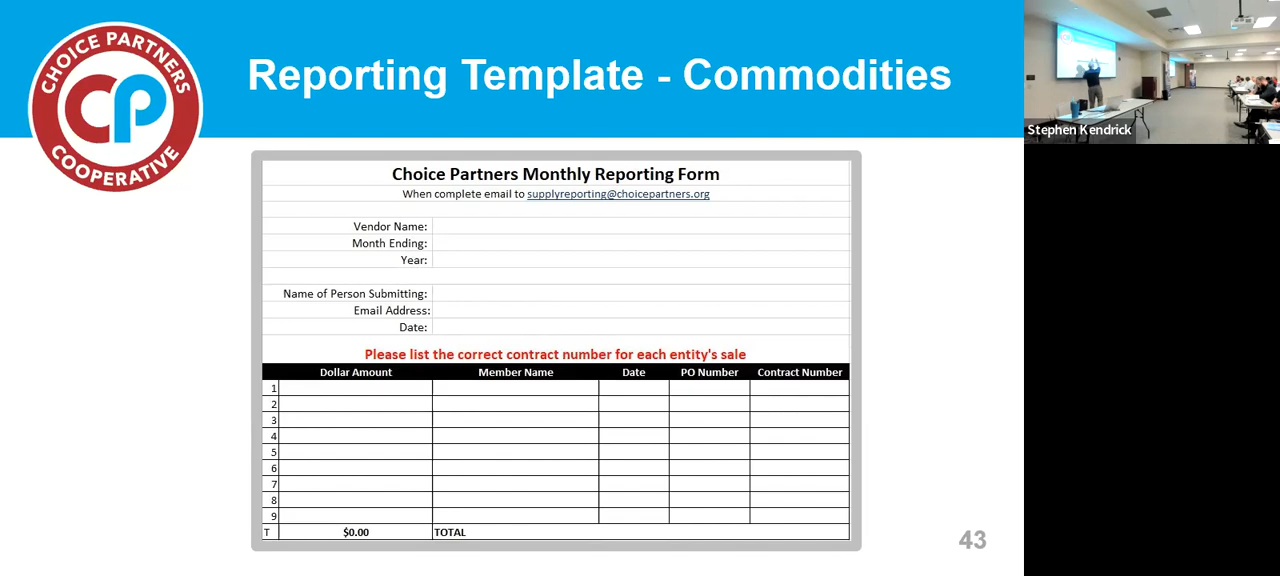 CHOICE PARTNERS
CP
COOPERATIVE
Reporting Template - Commodities
Stephen Kendrick
Choice Partners Monthly Reporting Form
When complete email to supplyreporting@choicepartners.org
Vendor Name:
Month Ending:
Year:
Name of Person Submitting:
Email Address:
Date:
Please list the correct contract number for each entity's sale
Dollar Amount Member Name Date PO Number Contract Number
1
2
3
4
5
6
7
8
9
T $0.00 TOTAL
43